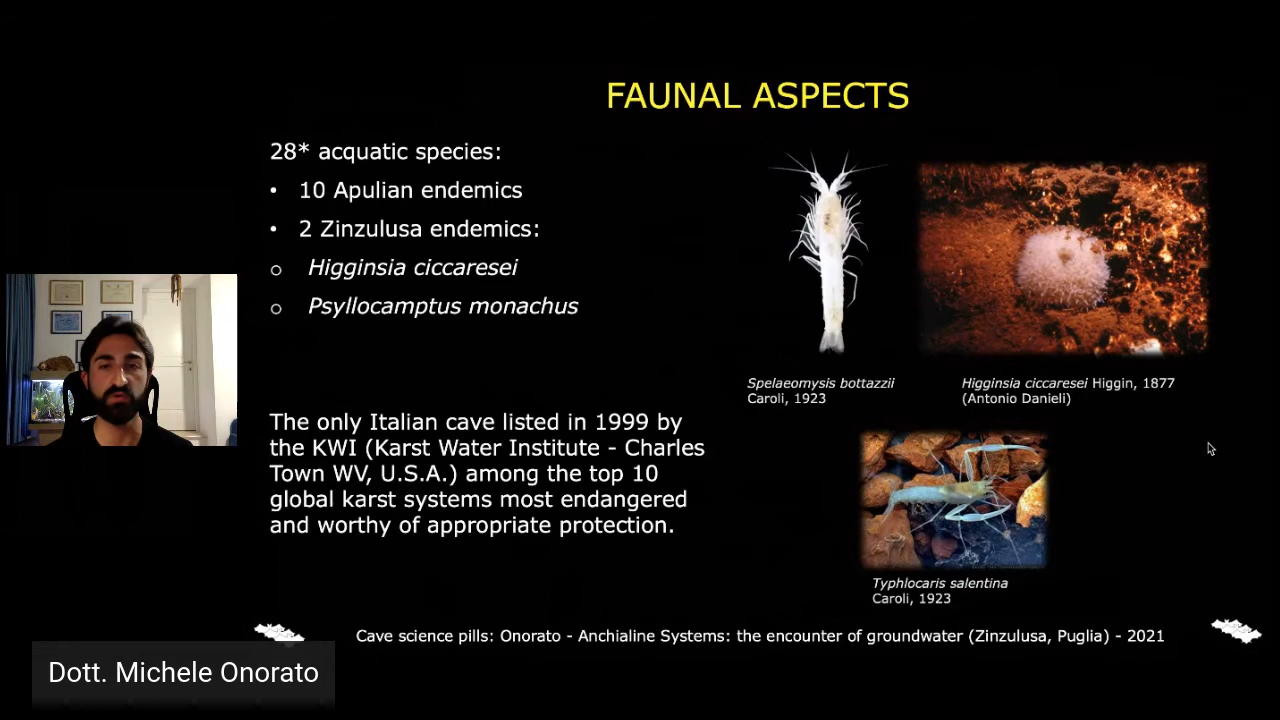 FAUNAL ASPECTS
28* acquatic species:
• 10 Apulian endemics
• 2 Zinzulusa endemics:
o Higginsia ciccaresei
o Psyllocamptus monachus
The only Italian cave listed in 1999 by
the KWI (Karst Water Institute - Charles
Town WV, U.S.A.) among the top 10
global karst systems most endangered
and worthy of appropriate protection.
Spelaeomysis bottazzii
Caroli, 1923
Higginsia ciccaresei Higgin, 1877
(Antonio Danieli)
Typhlocaris salentina
Caroli, 1923
Cave science pills: Onorato - Anchialine Systems: the encounter of groundwater (Zinzulusa, Puglia) - 2021
Dott. Michele Onorato